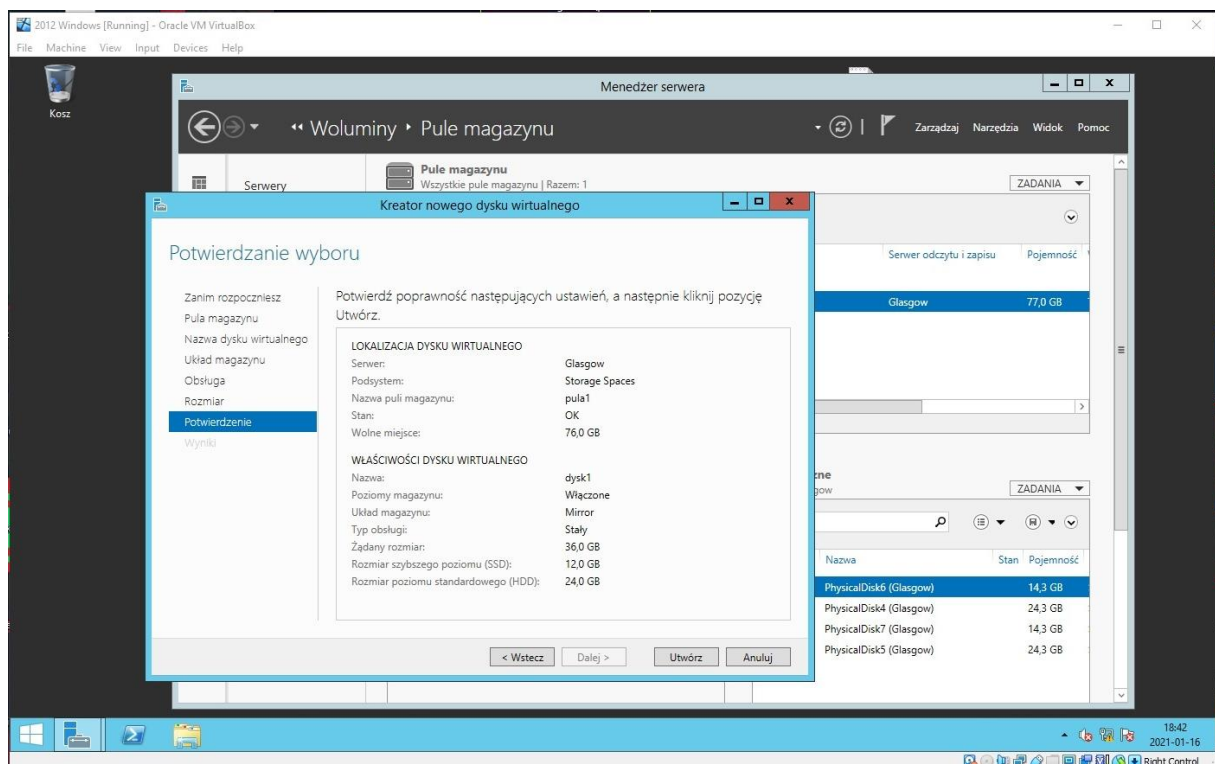 2012 Windows [Running] - Oracle VM VirtualBox
File Machine View Input Devices Help
Kosz
Menedżer serwera
Woluminy Pule magazynu
Zarządzaj Narzędzia Widok Pomoc
Serwery
Pule magazynu
Wszystkie pule magazynu | Razem: 1
ZADANIA
Serwer odczytu i zapisu Pojemność
Glasgow 77,0 GB
ZADANIA
Nazwa Stan Pojemność
PhysicalDisk6 (Glasgow) 14,3 GB
PhysicalDisk4 (Glasgow) 24,3 GB
PhysicalDisk7 (Glasgow) 14,3 GB
PhysicalDisk5 (Glasgow) 24,3 GB
Kreator nowego dysku wirtualnego
Potwierdzanie wyboru
Zanim rozpoczniesz
Pula magazynu
Nazwa dysku wirtualnego
Układ magazynu
Obsługa
Rozmiar
Potwierdzenie
Wyniki
Potwierdź poprawność następujących ustawień, a następnie kliknij pozycję
Utwórz.
LOKALIZACJA DYSKU WIRTUALNEGO
Serwer: Glasgow
Podsystem: Storage Spaces
Nazwa puli magazynu: pula1
Stan: OK
Wolne miejsce: 76,0 GB
WŁAŚCIWOŚCI DYSKU WIRTUALNEGO
Nazwa: dysk1
Poziomy magazynu: Włączone
Układ magazynu: Mirror
Typ obsługi: Stały
Żądany rozmiar: 36,0 GB
Rozmiar szybszego poziomu (SSD): 12,0 GB
Rozmiar poziomu standardowego (HDD): 24,0 GB
< Wstecz Dalej > Utwórz Anuluj
18:42
2021-01-16
Right Control